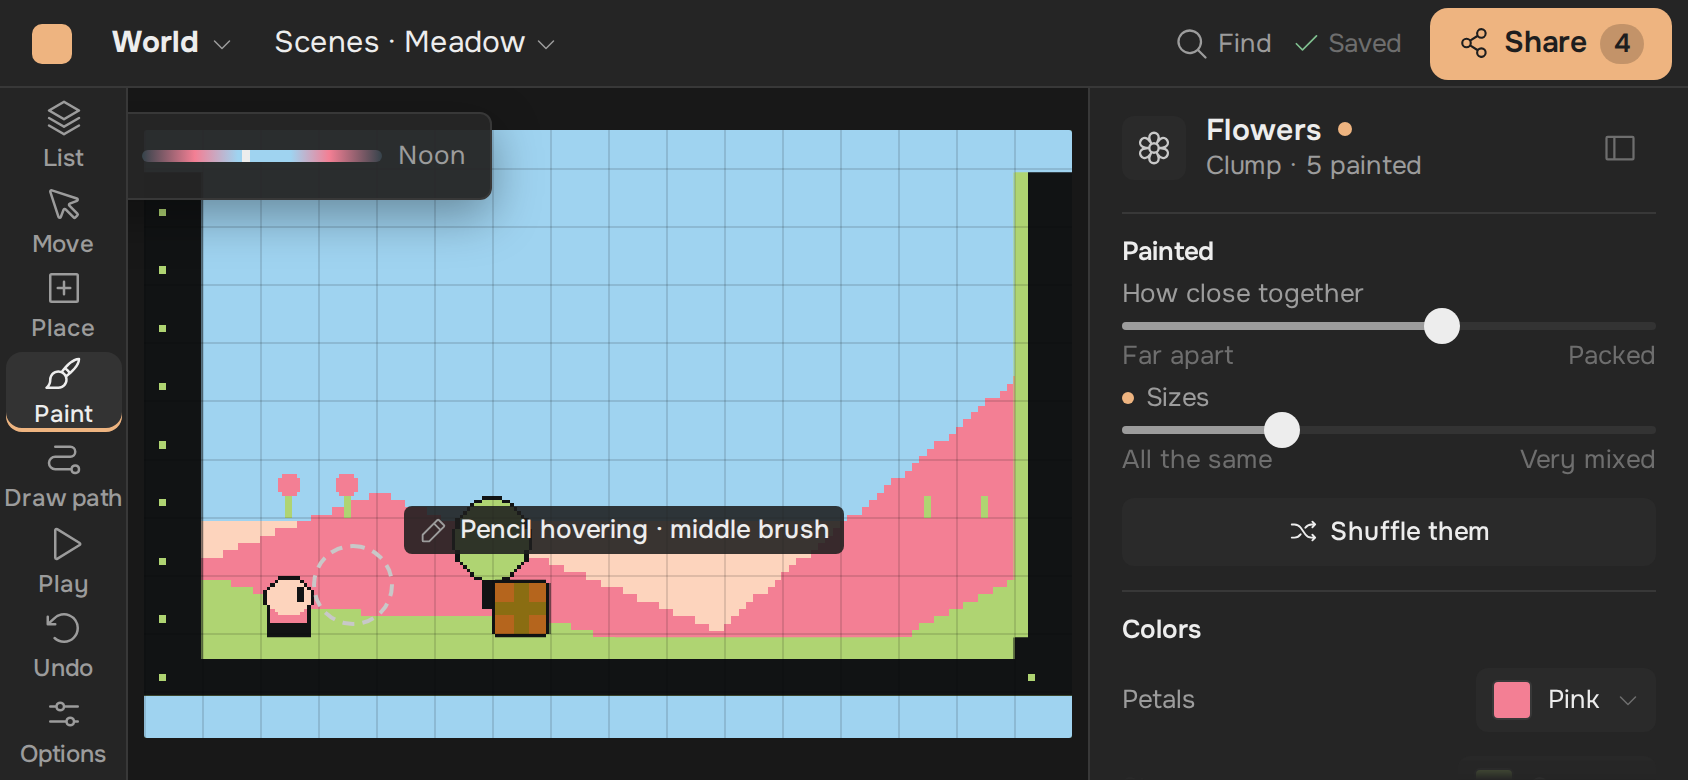 World
Scenes · Meadow
Find
Saved
Share 4
List
Move
Place
Paint
Draw path
Play
Undo
Options
Noon
Pencil hovering · middle brush
Flowers
Clump · 5 painted
Painted
How close together
Far apart
Packed
Sizes
All the same
Very mixed
Shuffle them
Colors
Petals
Pink